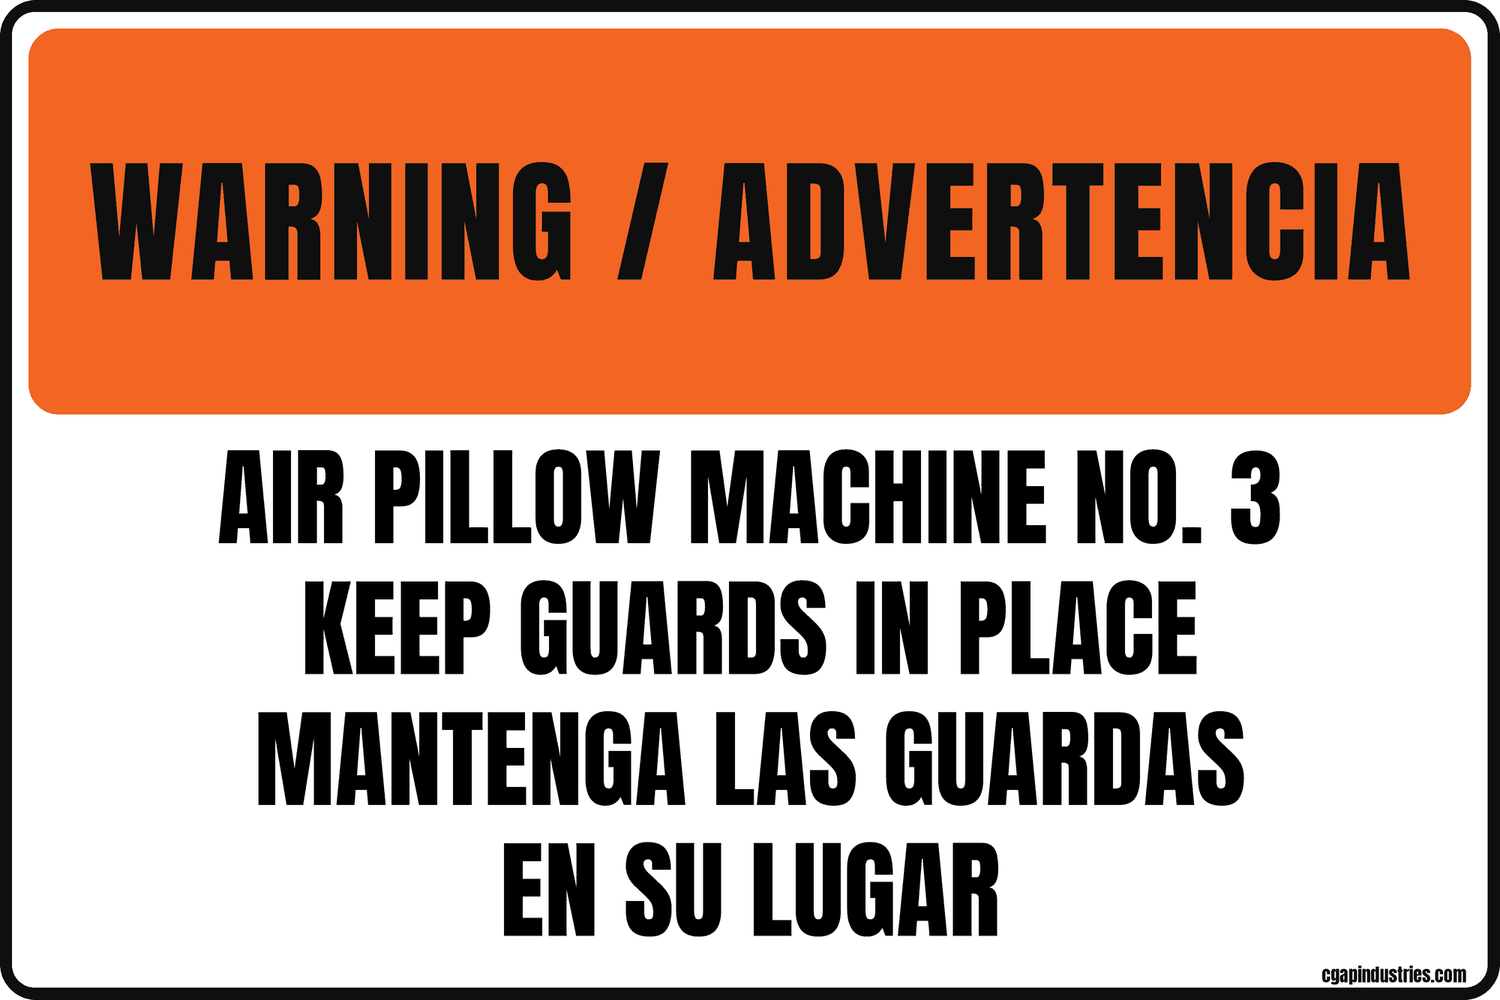 WARNING / ADVERTENCIA
AIR PILLOW MACHINE NO. 3
KEEP GUARDS IN PLACE
MANTENGA LAS GUARDAS
EN SU LUGAR
cgapindustries.com